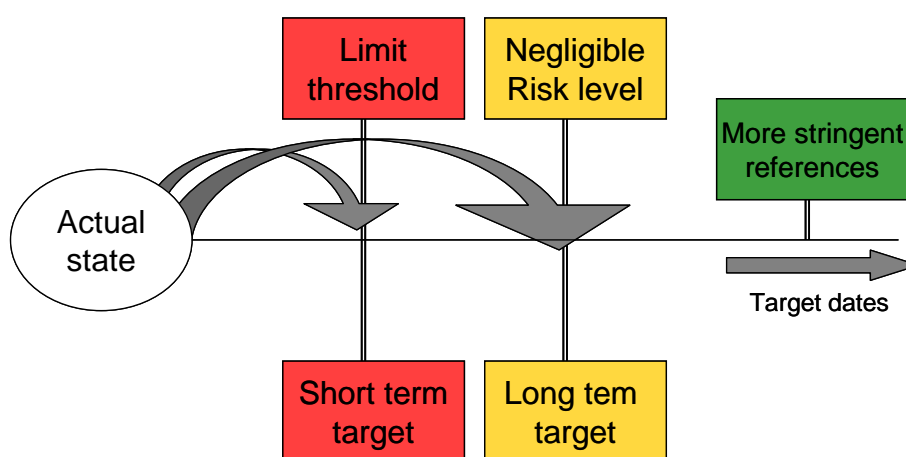 Limit
threshold
Negligible
Risk level
More stringent
references
Actual
state
Target dates
Short term
target
Long tem
target